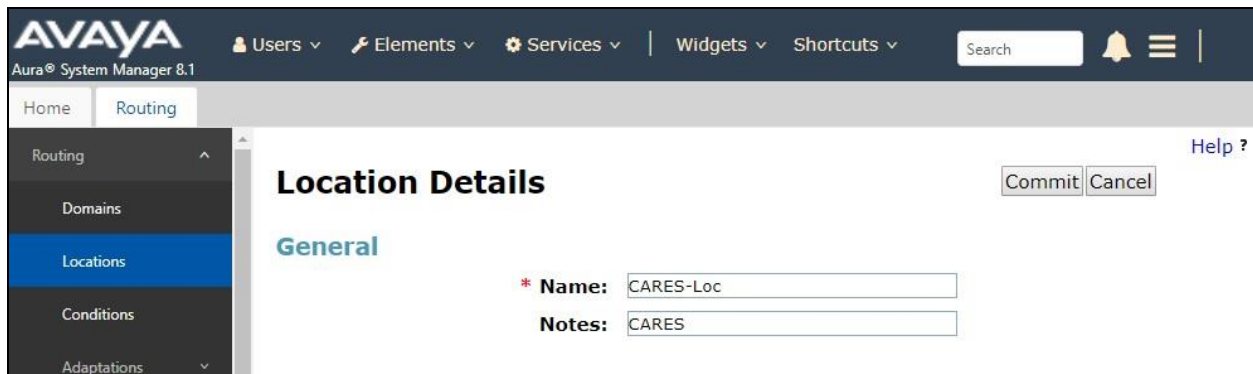 AVAYA
Aura® System Manager 8.1
Users Elements Services | Widgets Shortcuts Search |
Home Routing
Help ?
Routing
Domains
Locations
Conditions
Adaptations
Location Details
Commit Cancel
General
* Name: CARES-Loc
Notes: CARES